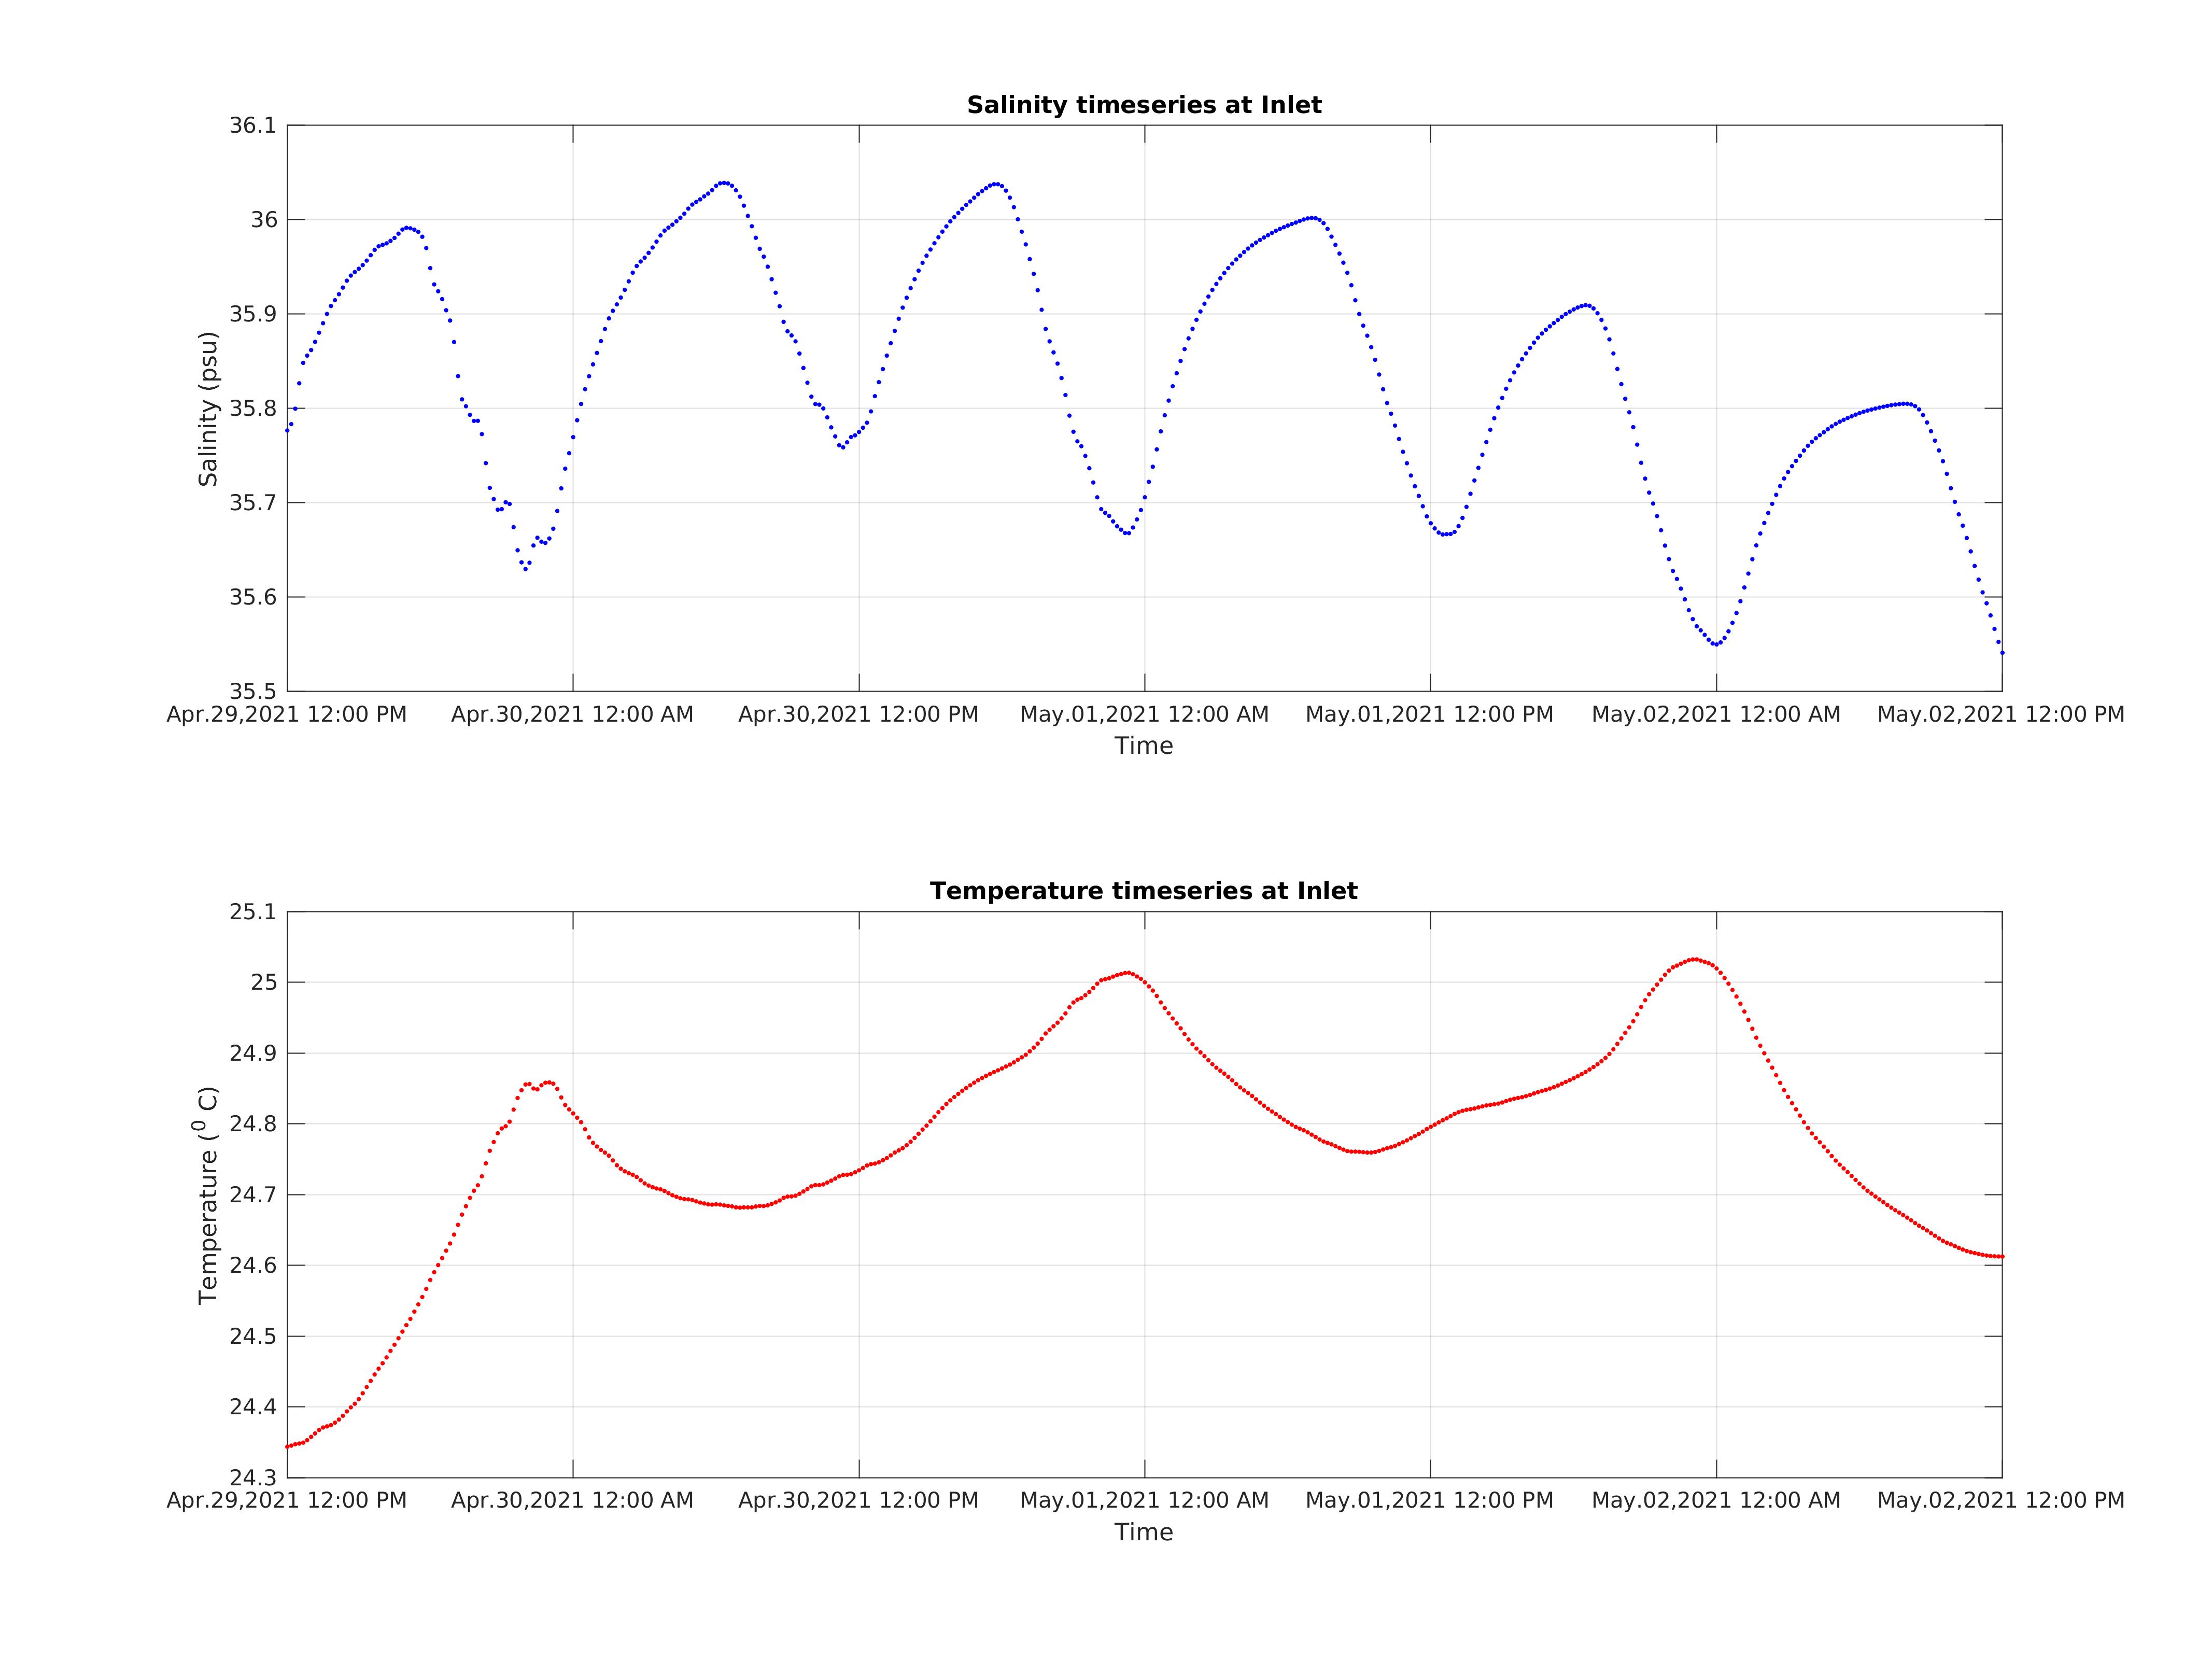 Salinity timeseries at Inlet
36.1
36
35.9
35.8
35.7
35.6
35.5
Salinity (psu)
Apr.29,2021 12:00 PM Apr.30,2021 12:00 AM Apr.30,2021 12:00 PM May.01,2021 12:00 AM May.01,2021 12:00 PM May.02,2021 12:00 AM May.02,2021 12:00 PM
Time
Temperature timeseries at Inlet
25.1
25
24.9
24.8
24.7
24.6
24.5
24.4
24.3
Temperature (⁰ C)
Apr.29,2021 12:00 PM Apr.30,2021 12:00 AM Apr.30,2021 12:00 PM May.01,2021 12:00 AM May.01,2021 12:00 PM May.02,2021 12:00 AM May.02,2021 12:00 PM
Time